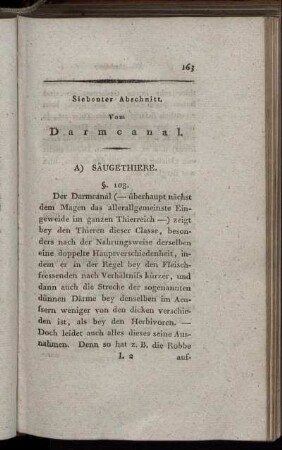 163
Siebenter Abschnitt.
Vom
Darmcanal.
A) SÄUGETHIERE.
§. 108.
Der Darmcanal (— überhaupt nächst
dem Magen das allerallgemeinste Ein-
geweide im ganzen Thierreich —) zeigt
bey den Thieren dieser Classe, beson-
ders nach der Nahrungsweise derselben
eine doppelte Hauptverschiedenheit, in-
dem er in der Regel bey den Fleisch-
fressenden nach Verhältniſs kürzer, und
dann auch die Strecke der sogenannten
dünnen Därme bey denselben im Aeu-
ssern weniger von den dicken verschie-
den ist, als bey den Herbivoren. —
Doch leidet auch alles dieses seine Aus-
nahmen. Denn so hat z. B. die Robbe
L 2 auf-